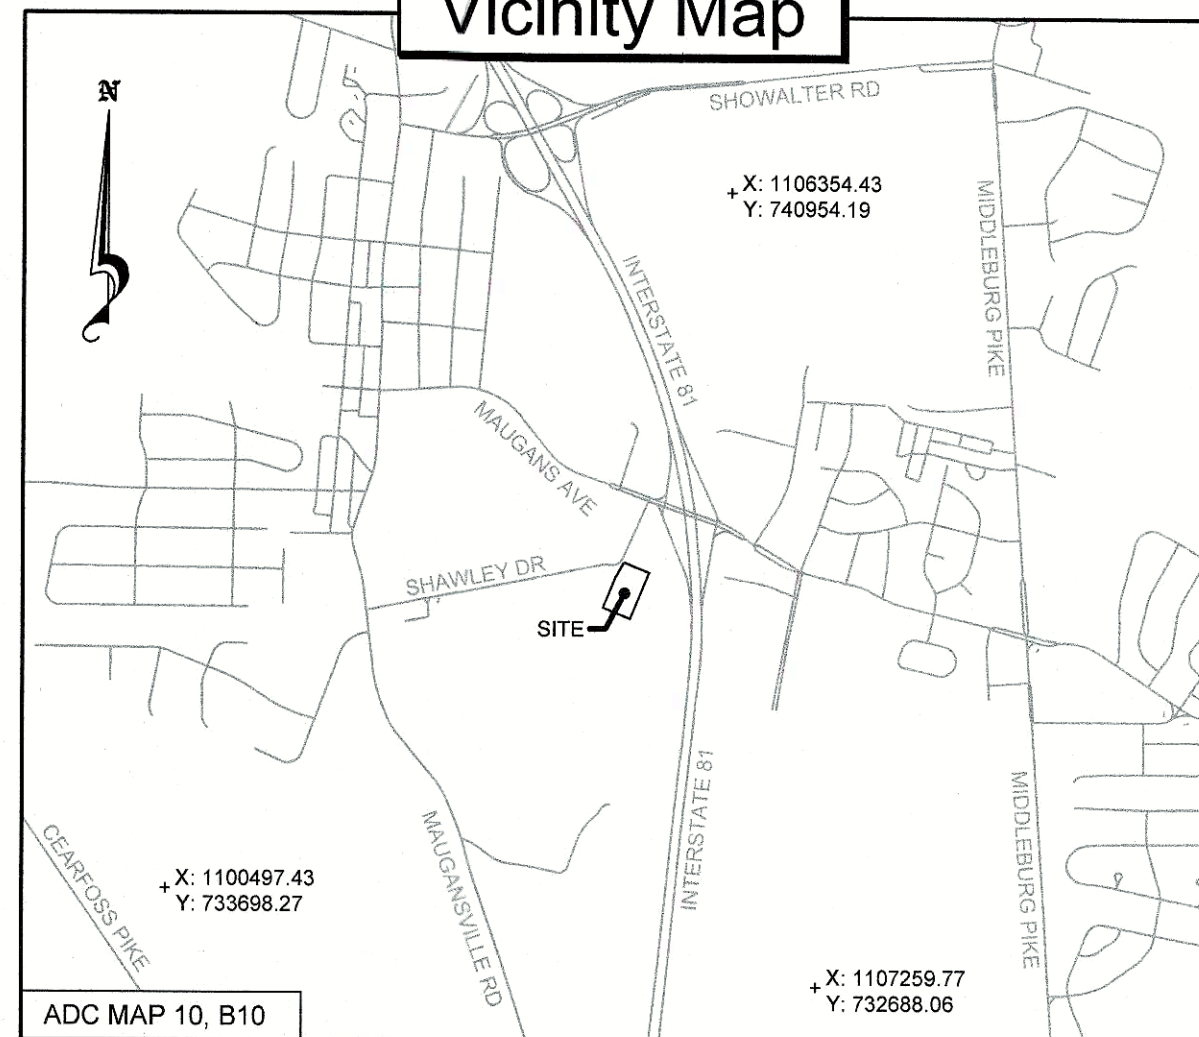 Vicinity Map
N
SHOWALTER RD
X: 1106354.43
Y: 740954.19
MIDDLEBURG PIKE
INTERSTATE 81
MAUGANS AVE
SHAWLEY DR
SITE
INTERSTATE 81
MIDDLEBURG PIKE
MAUGANSVILLE RD
CEARFOSS PIKE
X: 1100497.43
Y: 733698.27
X: 1107259.77
Y: 732688.06
ADC MAP 10, B10